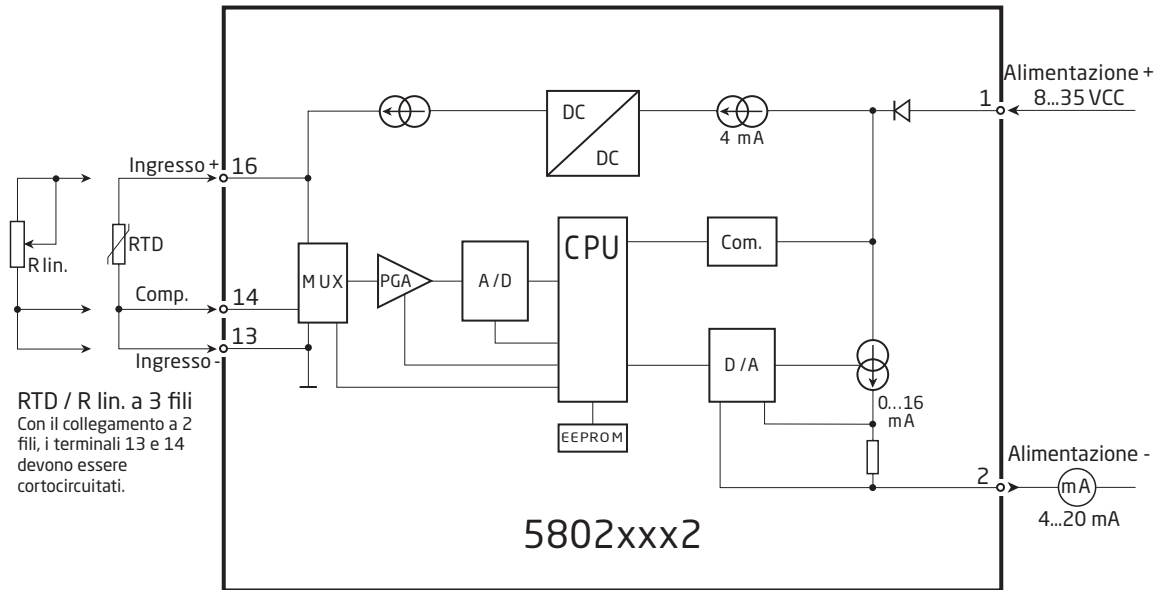 Alimentazione +
8...35 VCC
1
DC
DC
4 mA
Ingresso +
16
RTD
R lin.
MUX
PGA
A/D
CPU
Com.
Comp.
14
13
Ingresso -
D/A
0...16
mA
EEPROM
RTD / R lin. a 3 fili
Con il collegamento a 2
fili, i terminali 13 e 14
devono essere
cortocircuitati.
Alimentazione -
2
mA
4...20 mA
5802xxx2